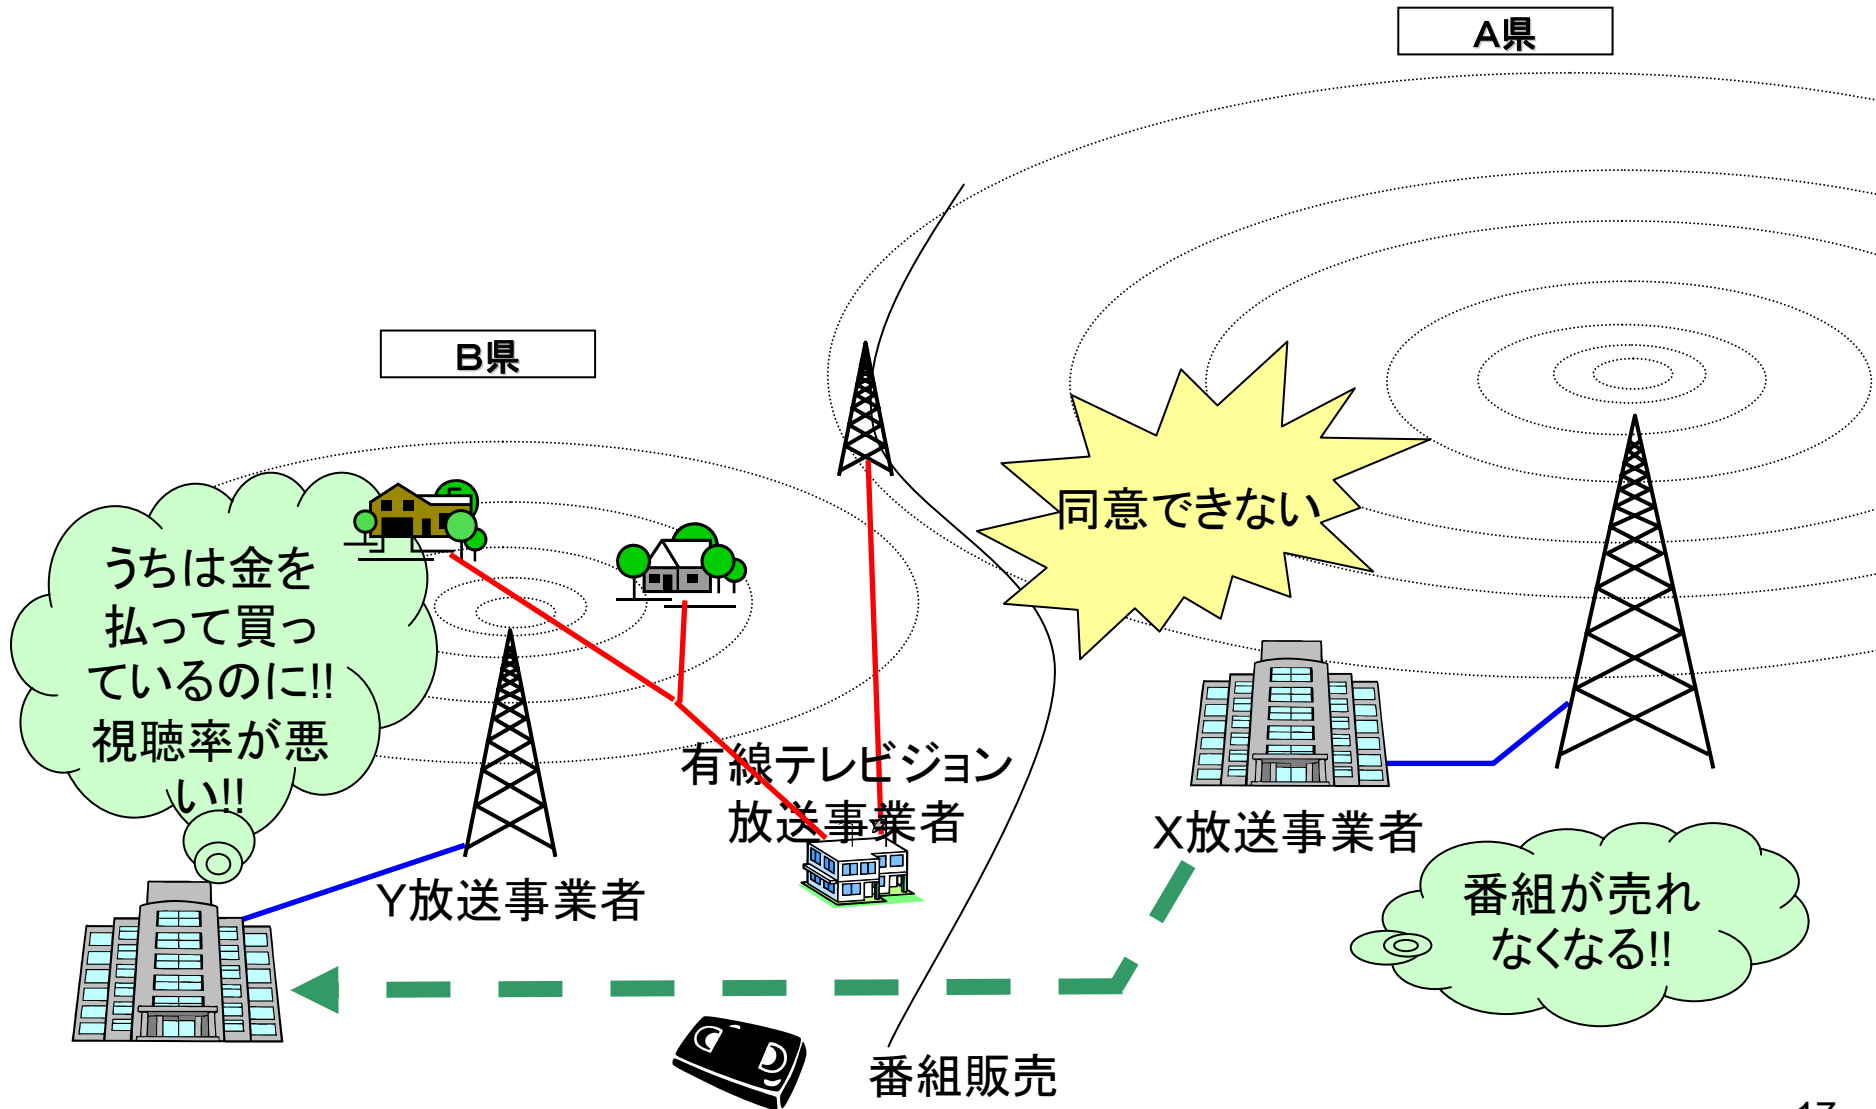 A県
B県
同意できない
うちは金を
払って買っ
ているのに!!
視聴率が悪
い!!
有線テレビジョン
放送事業者
X放送事業者
Y放送事業者
番組が売れ
なくなる!!
番組販売
17